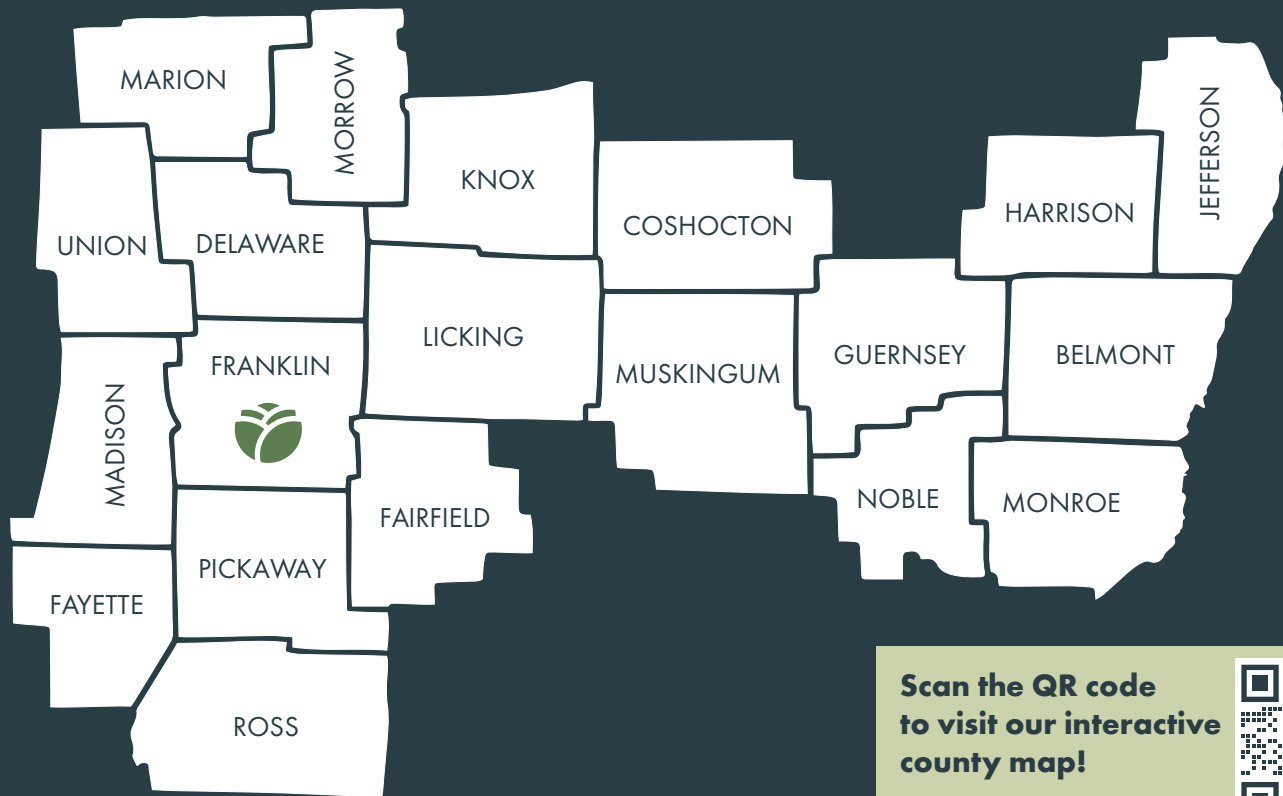 MARION
MORROW
JEFFERSON
KNOX
HARRISON
COSHOCTON
UNION
DELAWARE
LICKING
GUERNSEY
BELMONT
FRANKLIN
MUSKINGUM
MADISON
NOBLE
MONROE
FAIRFIELD
PICKAWAY
FAYETTE
ROSS
Scan the QR code
to visit our interactive
county map!